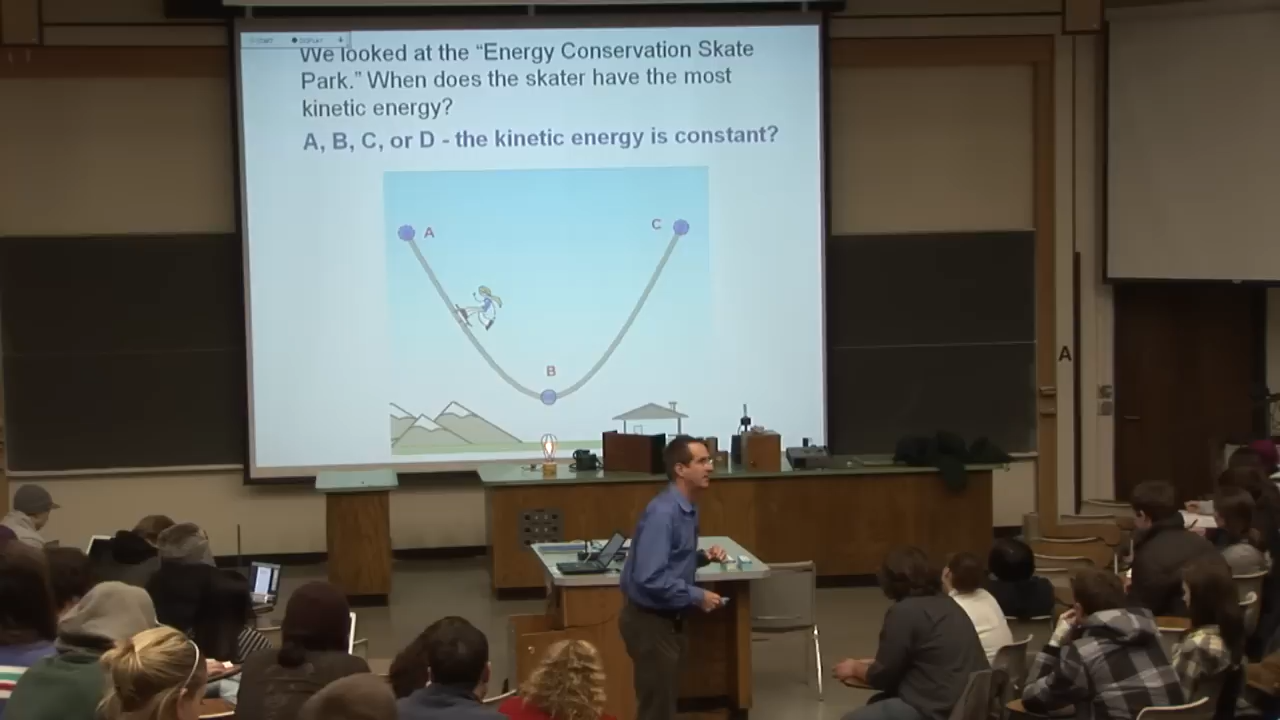 We looked at the “Energy Conservation Skate
Park.” When does the skater have the most
kinetic energy?
A, B, C, or D - the kinetic energy is constant?
A
C
B
A